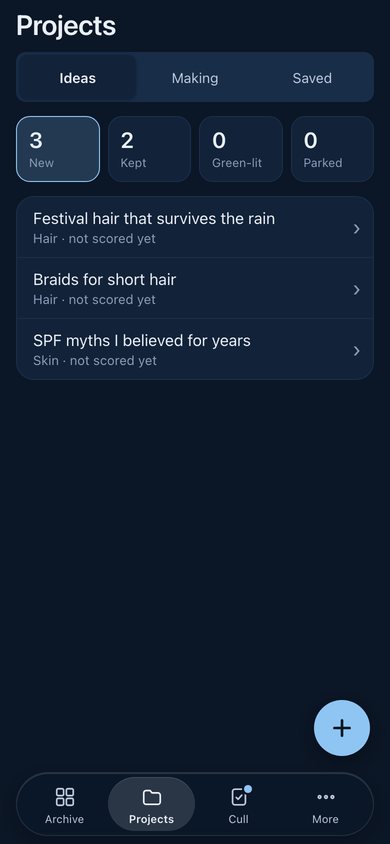 Projects
Ideas
Making
Saved
3
New
2
Kept
0
Green-lit
0
Parked
Festival hair that survives the rain
Hair · not scored yet
Braids for short hair
Hair · not scored yet
SPF myths I believed for years
Skin · not scored yet
Archive
Projects
Cull
More